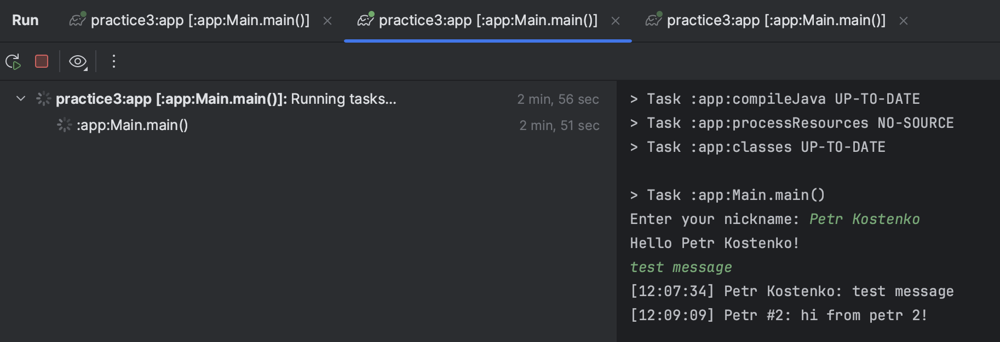 Run practice3:app [:app:Main.main()] practice3:app [:app:Main.main()] practice3:app [:app:Main.main()]
practice3:app [:app:Main.main()]: Running tasks... 2 min, 56 sec
:app:Main.main() 2 min, 51 sec
> Task :app:compileJava UP-TO-DATE
> Task :app:processResources NO-SOURCE
> Task :app:classes UP-TO-DATE
> Task :app:Main.main()
Enter your nickname: Petr Kostenko
Hello Petr Kostenko!
test message
[12:07:34] Petr Kostenko: test message
[12:09:09] Petr #2: hi from petr 2!